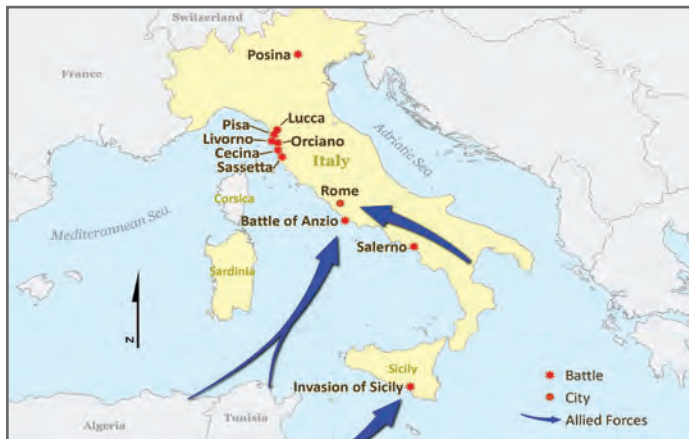 Switzerland
France
Posina
Lucca
Pisa
Livorno
Orciano
Cecina
Italy
Sassetta
Adriatic Sea
Corsica
Rome
Mediterannean Sea
Battle of Anzio
Salerno
Sardinia
N
Sicily
Invasion of Sicily
Battle
City
Allied Forces
Algeria
Tunisia